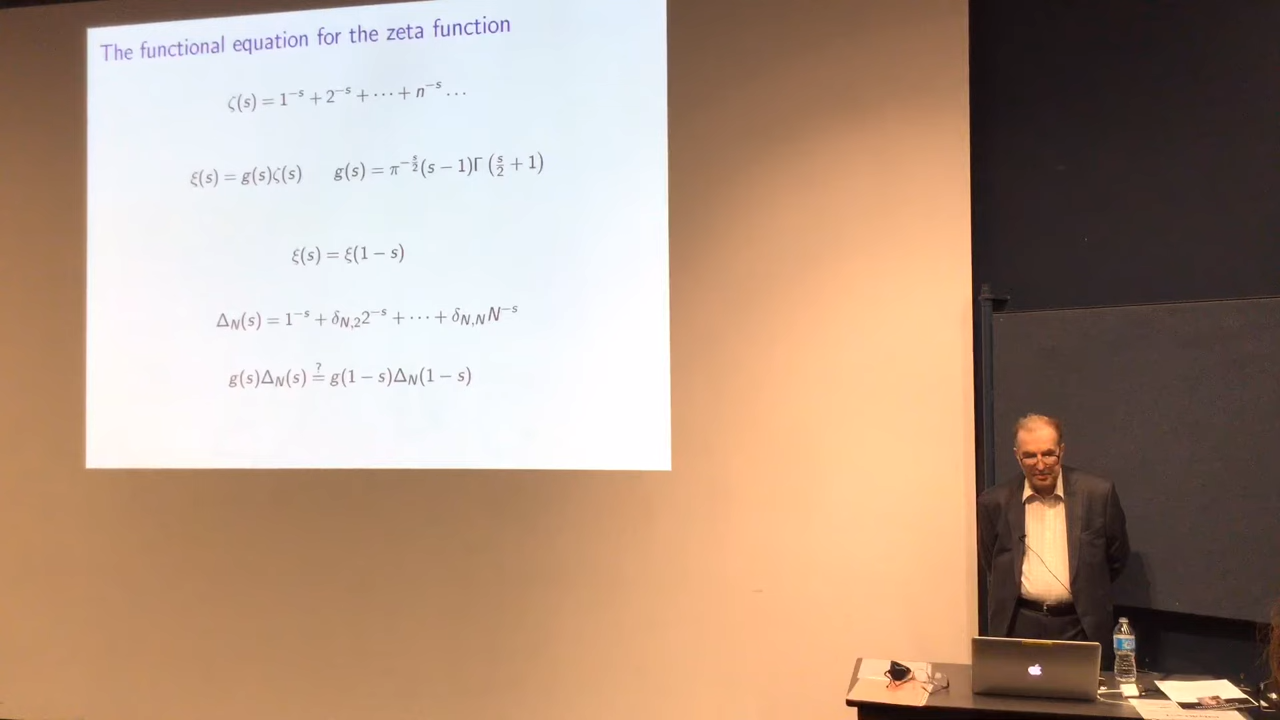 The functional equation for the zeta function
ζ(s) = 1⁻ˢ + 2⁻ˢ + ··· + n⁻ˢ ...
ξ(s) = g(s)ζ(s)   g(s) = π^{-s/2}(s − 1)Γ(s/2 + 1)
ξ(s) = ξ(1 − s)
Δ_N(s) = 1⁻ˢ + δ_{N,2}2⁻ˢ + ··· + δ_{N,N}N⁻ˢ
g(s)Δ_N(s) ≟ g(1 − s)Δ_N(1 − s)